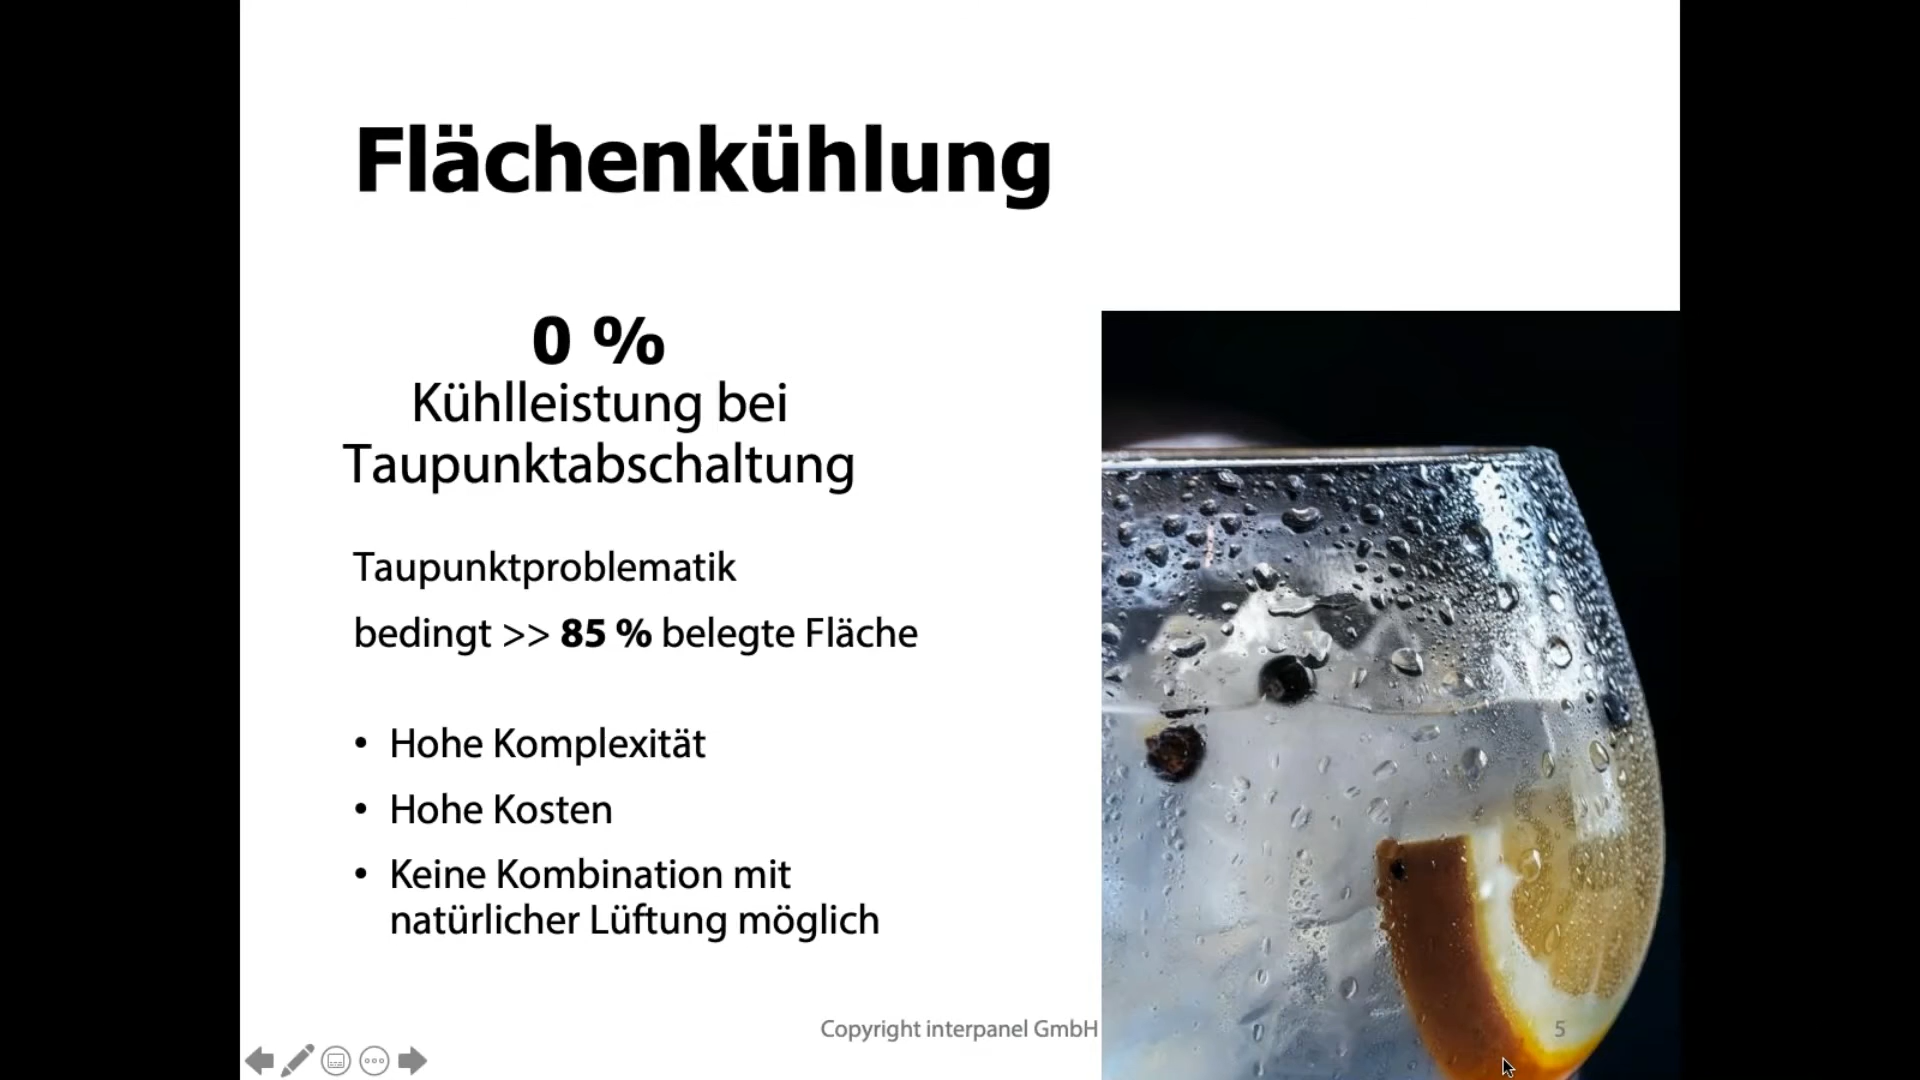 Flächenkühlung
0 %
Kühlleistung bei
Taupunktabschaltung
Taupunktproblematik
bedingt >> 85 % belegte Fläche
• Hohe Komplexität
• Hohe Kosten
• Keine Kombination mit
natürlicher Lüftung möglich
Copyright interpanel GmbH
5